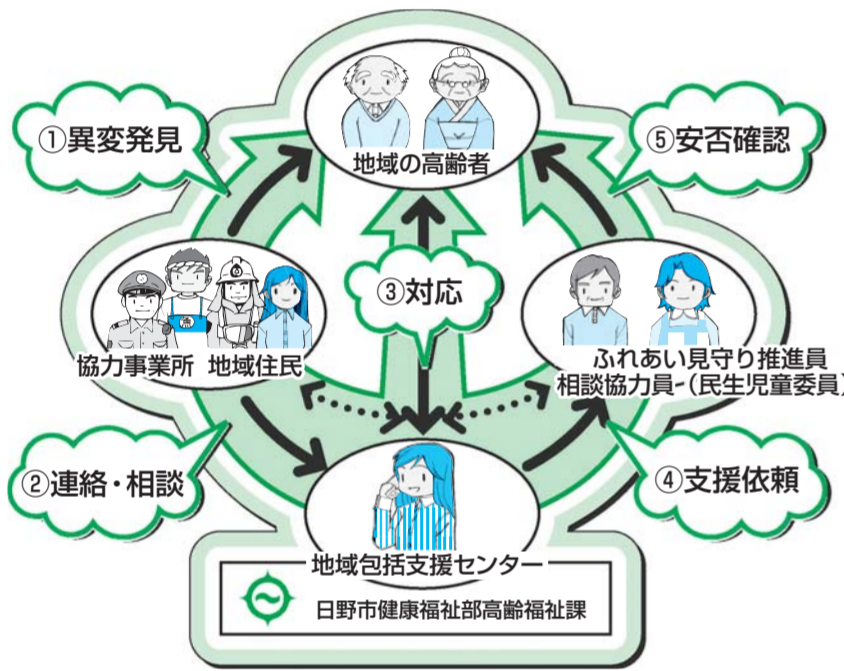 地域の高齢者
①異変発見
⑤安否確認
③対応
協力事業所 地域住民
ふれあい見守り推進員
相談協力員 (民生児童委員)
②連絡・相談
④支援依頼
地域包括支援センター
日野市健康福祉部高齢福祉課